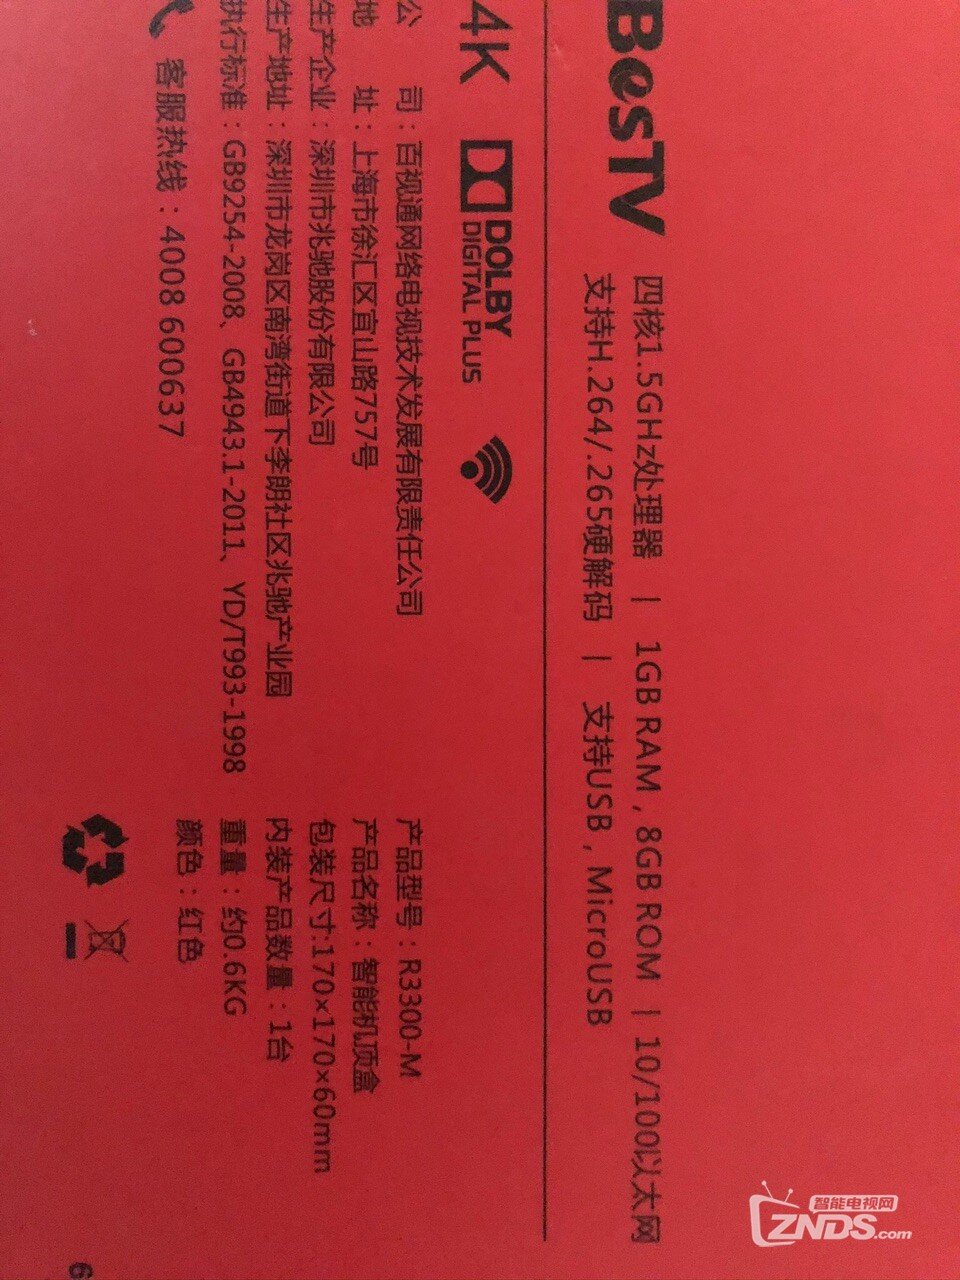 BesTV
四核1.5GHz处理器 | 1GB RAM , 8GB ROM | 10/100以太网
支持H.264/.265硬解码 | 支持USB , MicroUSB
4K DOLBY DIGITAL PLUS
公 司：百视通网络电视技术发展有限责任公司
地 址：上海市徐汇区宜山路757号
生产企业：深圳市兆驰股份有限公司
生产地址：深圳市龙岗区南湾街道下李朗社区兆驰产业园
执行标准：GB9254-2008、GB4943.1-2011、YD/T993-1998
客服热线：4008 600637
产品型号：R3300-M
产品名称：智能机顶盒
包装尺寸:170×170×60mm
内装产品数量：1台
重量：约0.6KG
颜色：红色
智能电视网
ZNDS.com